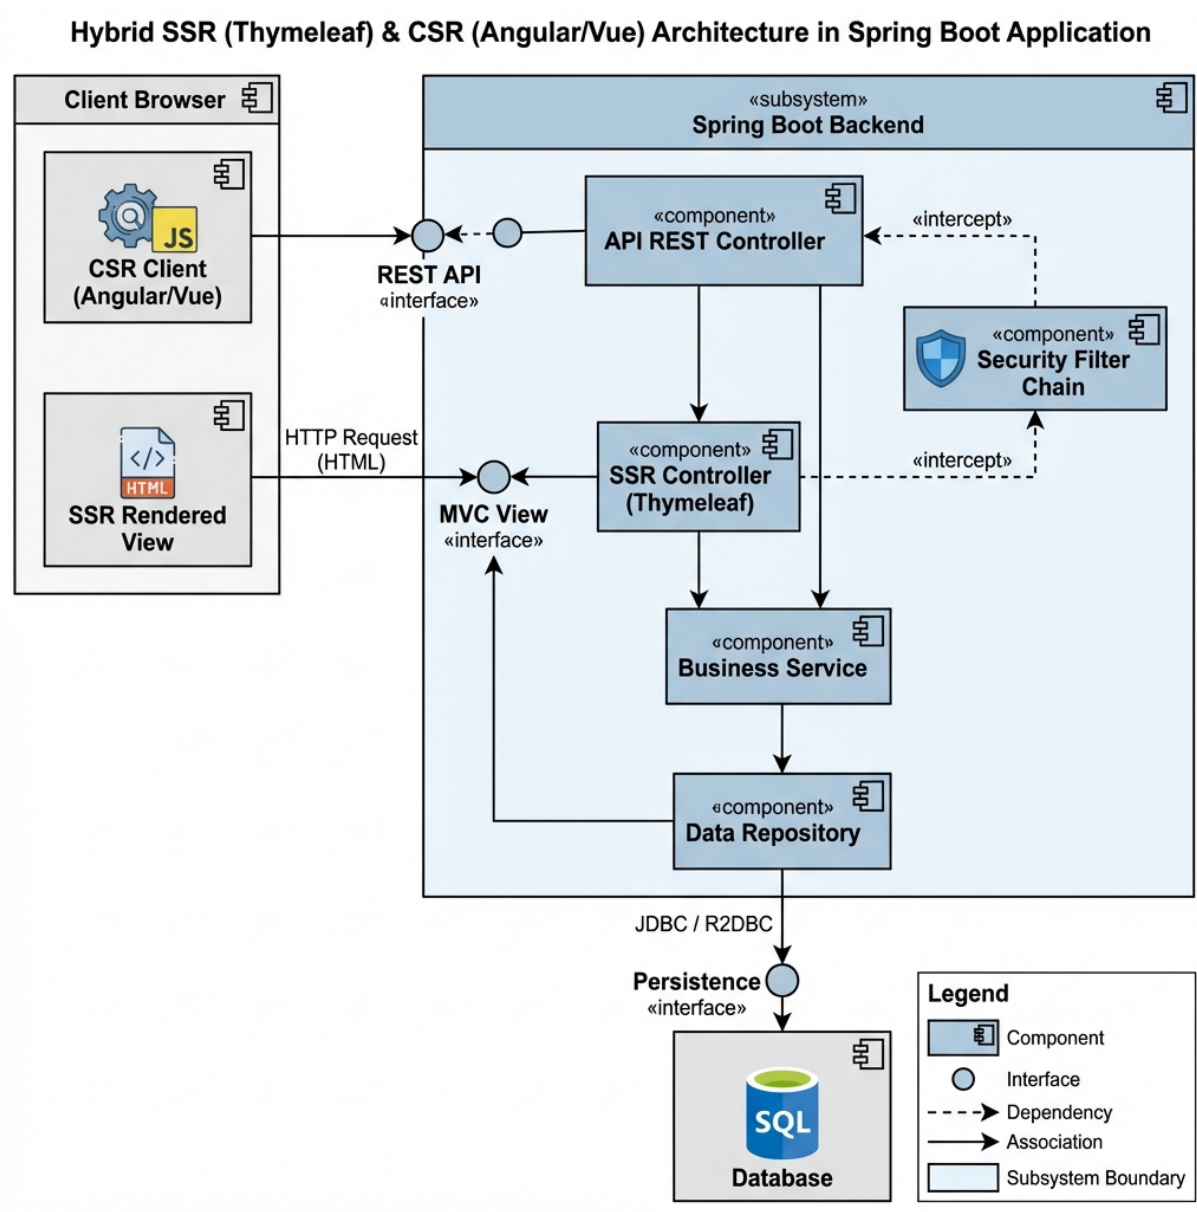 Hybrid SSR (Thymeleaf) & CSR (Angular/Vue) Architecture in Spring Boot Application
Client Browser
JS
CSR Client
(Angular/Vue)
</>
HTML
SSR Rendered
View
HTTP Request
(HTML)
«subsystem»
Spring Boot Backend
REST API
«interface»
«component»
API REST Controller
«intercept»
«component»
Security Filter
Chain
«intercept»
MVC View
«interface»
«component»
SSR Controller
(Thymeleaf)
«component»
Business Service
«component»
Data Repository
JDBC / R2DBC
Persistence
«interface»
SQL
Database
Legend
Component
Interface
Dependency
Association
Subsystem Boundary